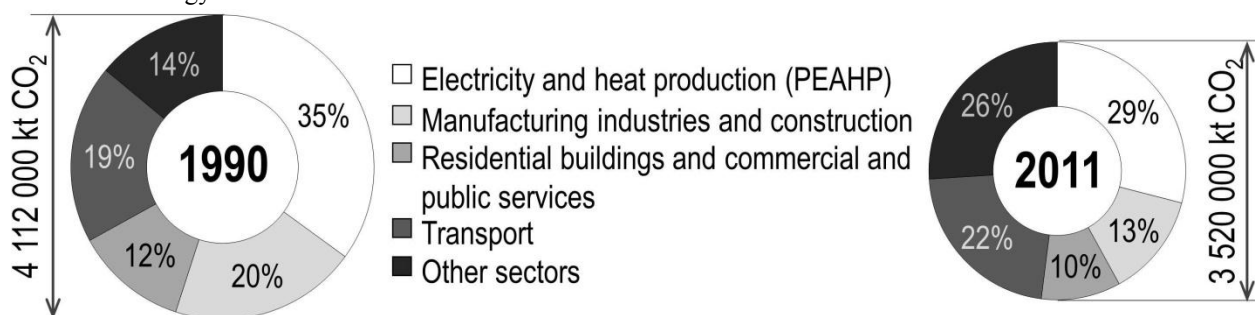 4 112 000 kt CO2
14%
35%
19%
1990
12%
20%
Electricity and heat production (PEAHP)
Manufacturing industries and construction
Residential buildings and commercial and
public services
Transport
Other sectors
26%
29%
2011
22%
13%
10%
3 520 000 kt CO2